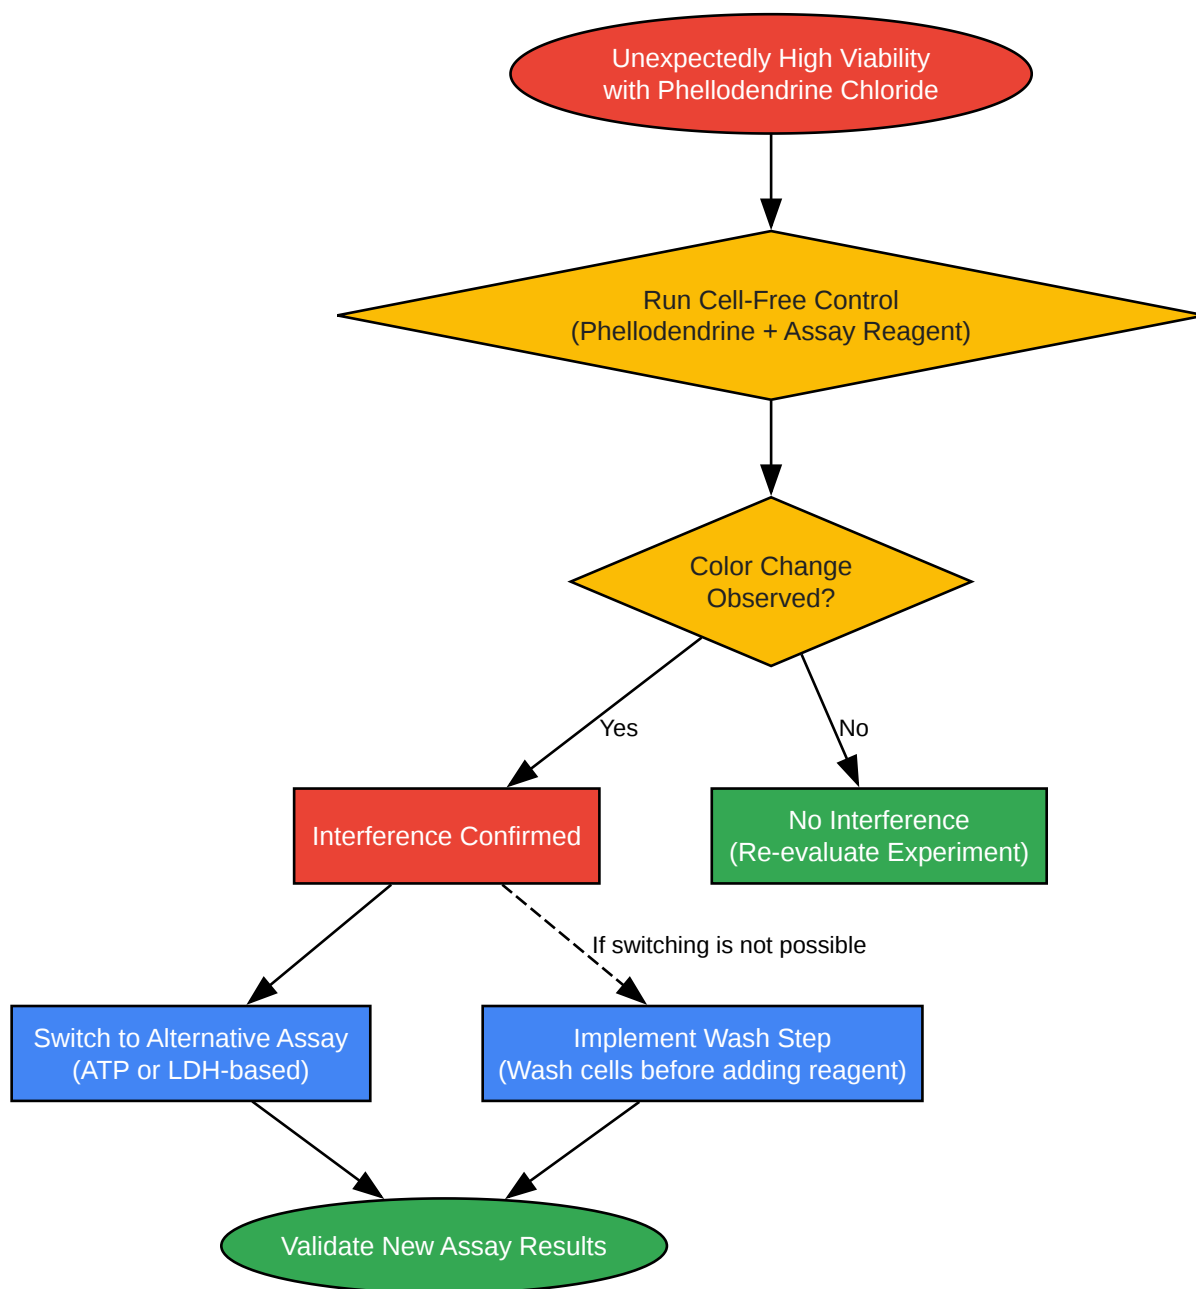 Unexpectedly High Viability
with Phellodendrine Chloride
Run Cell-Free Control
(Phellodendrine + Assay Reagent)
Color Change
Observed?
Yes
No
Interference Confirmed
No Interference
(Re-evaluate Experiment)
If switching is not possible
Switch to Alternative Assay
(ATP or LDH-based)
Implement Wash Step
(Wash cells before adding reagent)
Validate New Assay Results